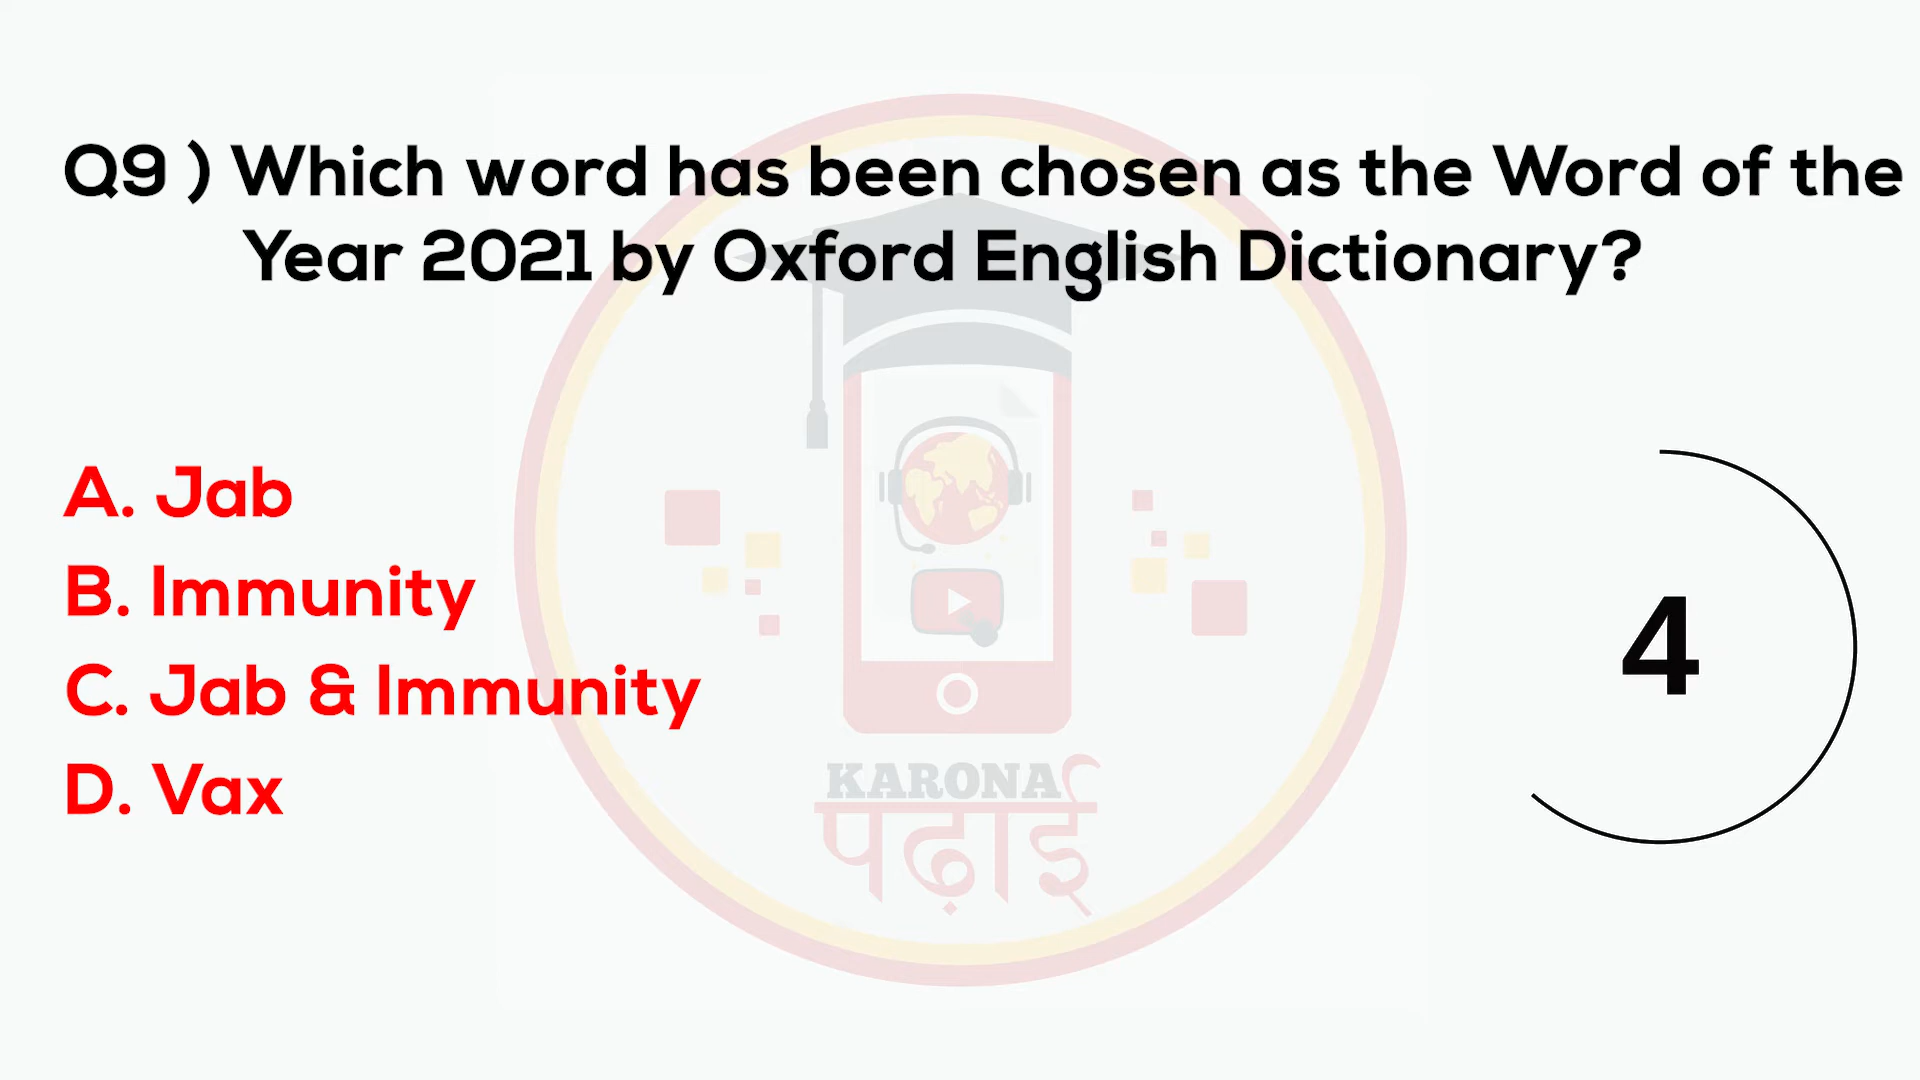 Q9 ) Which word has been chosen as the Word of the
Year 2021 by Oxford English Dictionary?
A. Jab
B. Immunity
C. Jab & Immunity
D. Vax
4
KARONA
पढ़ाई